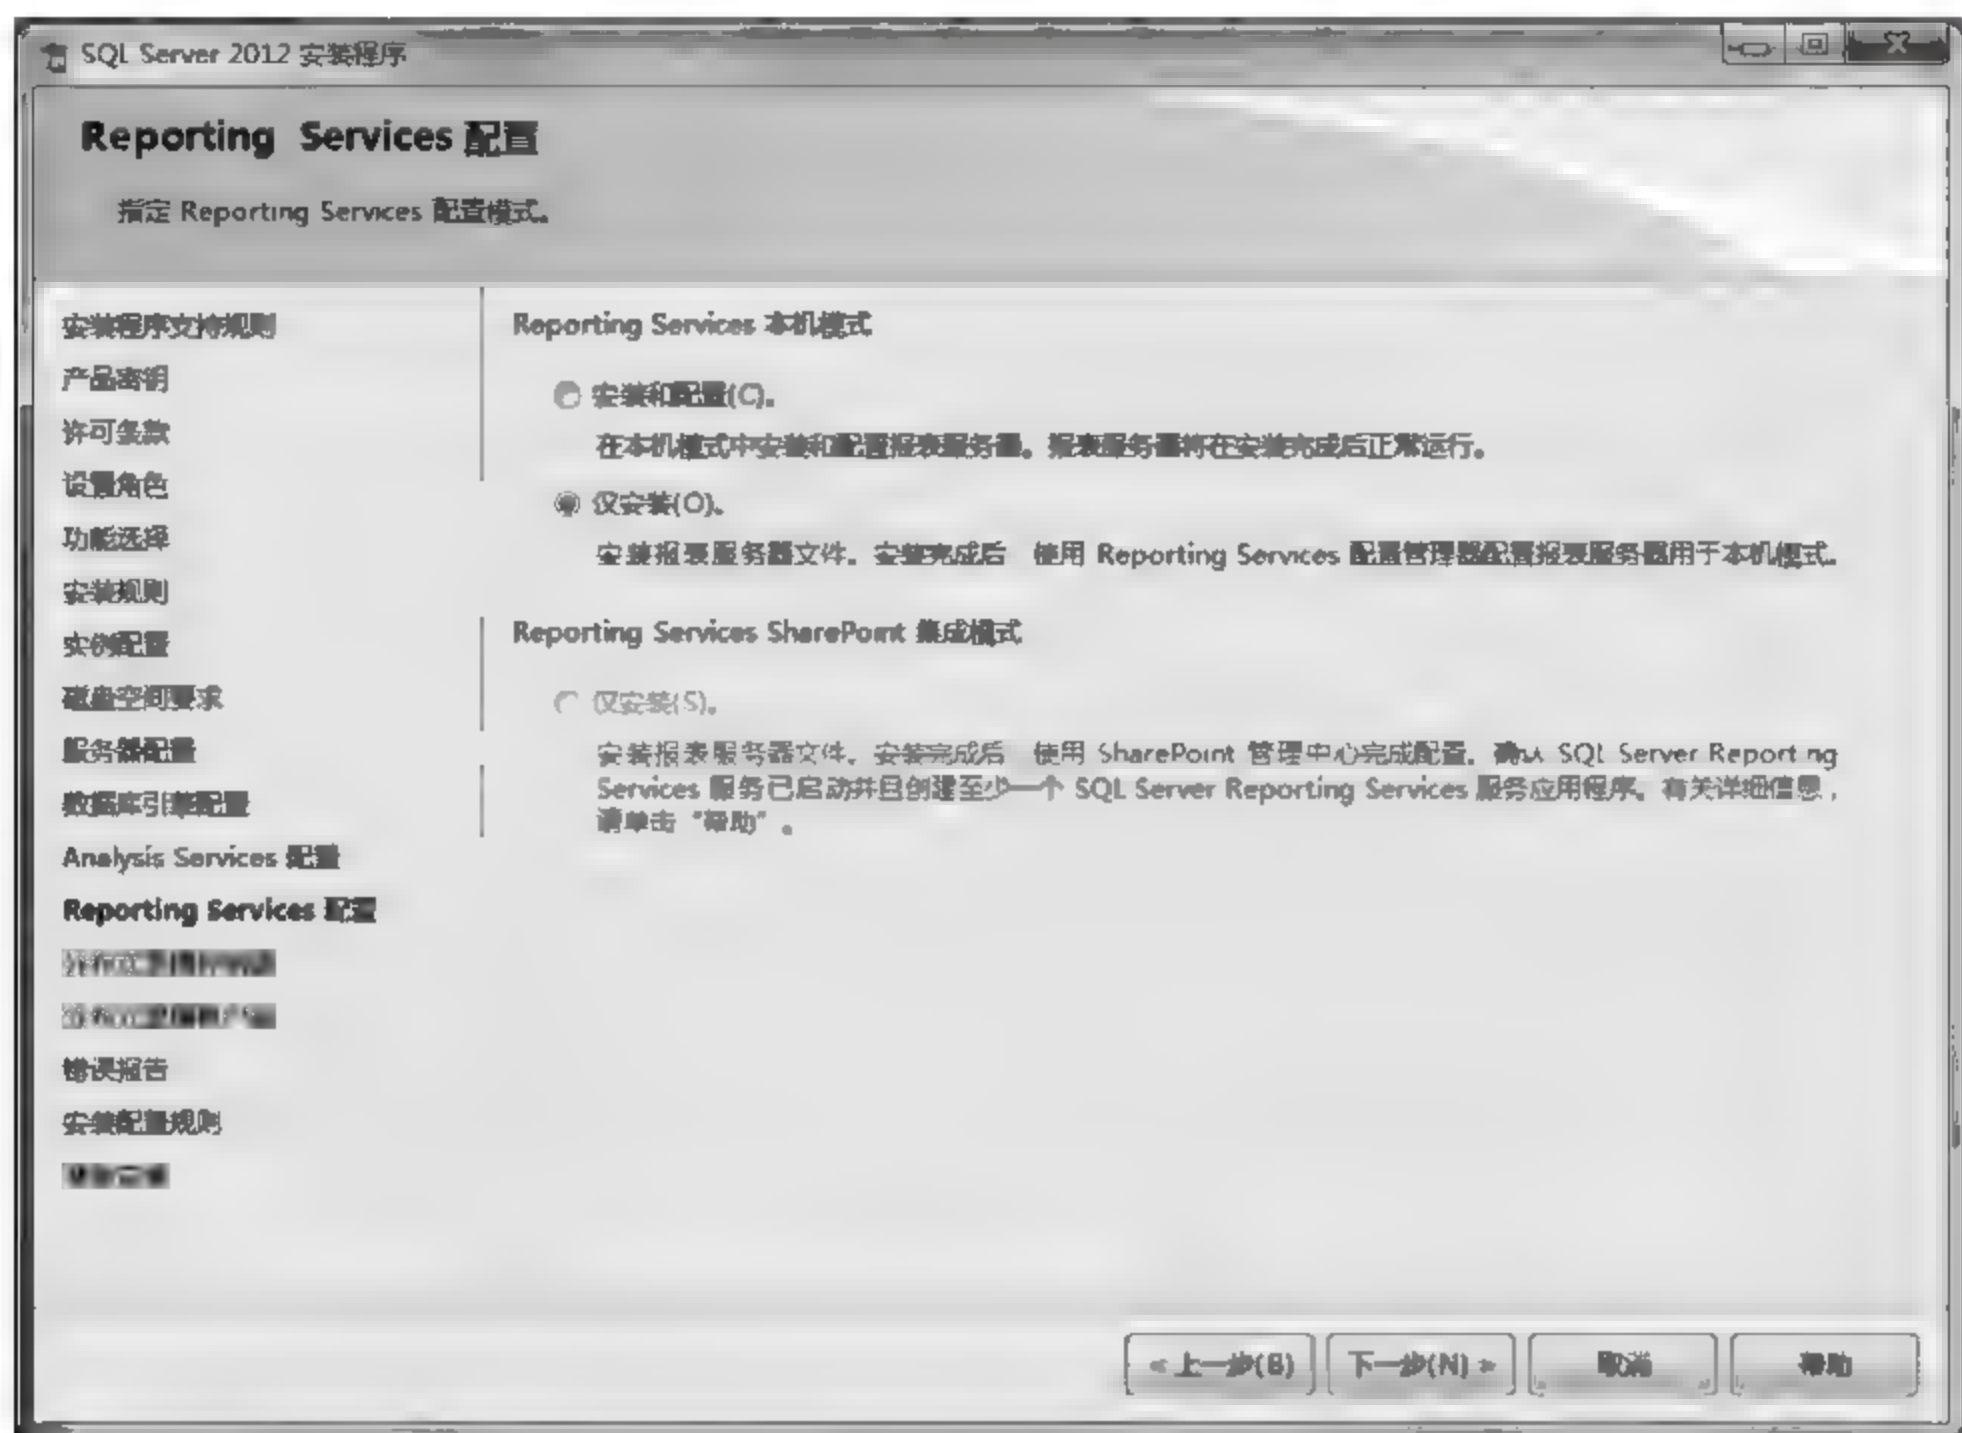 SQL Server 2012 安装程序
Reporting Services 配置
指定 Reporting Services 配置模式。
安装程序支持规则
产品密钥
许可条款
设置角色
功能选择
安装规则
实例配置
磁盘空间要求
服务器配置
数据库引擎配置
Analysis Services 配置
Reporting Services 配置
错误报告
安装配置规则
Reporting Services 本机模式
安装和配置(C)。
在本机模式中安装和配置报表服务器。报表服务器将在安装完成后正常运行。
仅安装(O)。
安装报表服务器文件。安装完成后 使用 Reporting Services 配置管理器配置报表服务器用于本机模式。
Reporting Services SharePoint 集成模式
仅安装(S)。
安装报表服务器文件。安装完成后 使用 SharePoint 管理中心完成配置。确认 SQL Server Reporting
Services 服务已启动并且创建至少一个 SQL Server Reporting Services 服务应用程序。有关详细信息，
请单击“帮助”。
< 上一步(B)
下一步(N) >
取消
帮助